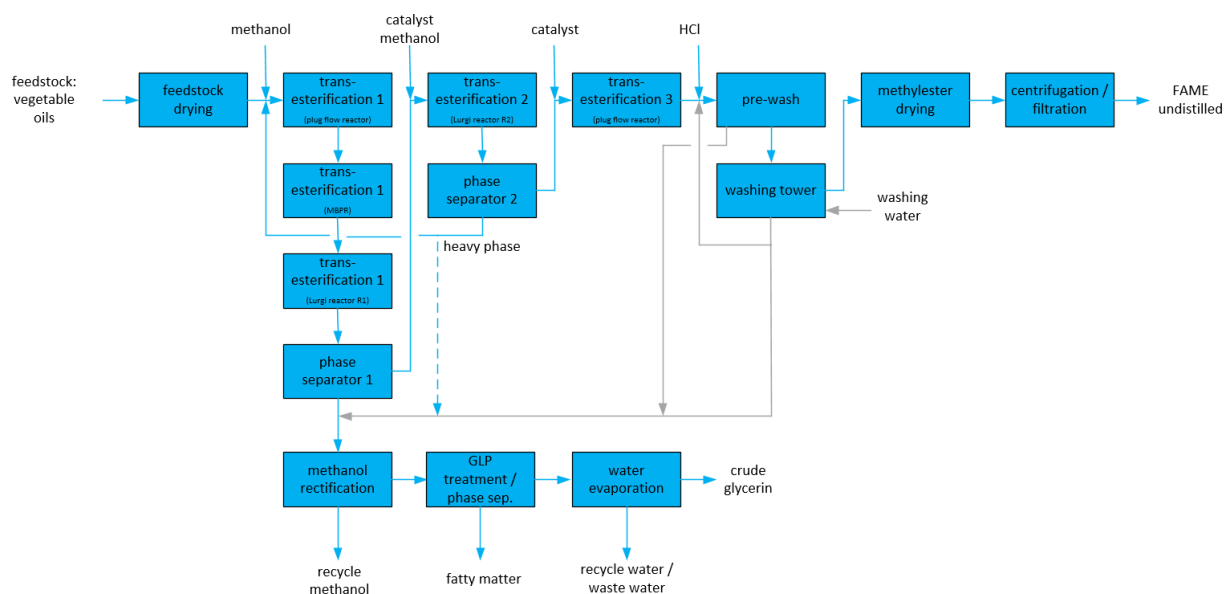 methanol
catalyst
methanol
catalyst
HCl
feedstock:
vegetable
oils
feedstock
drying
trans-
esterification 1
(plug flow reactor)
trans-
esterification 2
(Lurgi reactor R2)
trans-
esterification 3
(plug flow reactor)
pre-wash
methylester
drying
centrifugation /
filtration
FAME
undistilled
trans-
esterification 1
(MBPR)
phase
separator 2
washing tower
washing
water
heavy phase
trans-
esterification 1
(Lurgi reactor R1)
phase
separator 1
methanol
rectification
GLP
treatment /
phase sep.
water
evaporation
crude
glycerin
recycle
methanol
fatty matter
recycle water /
waste water